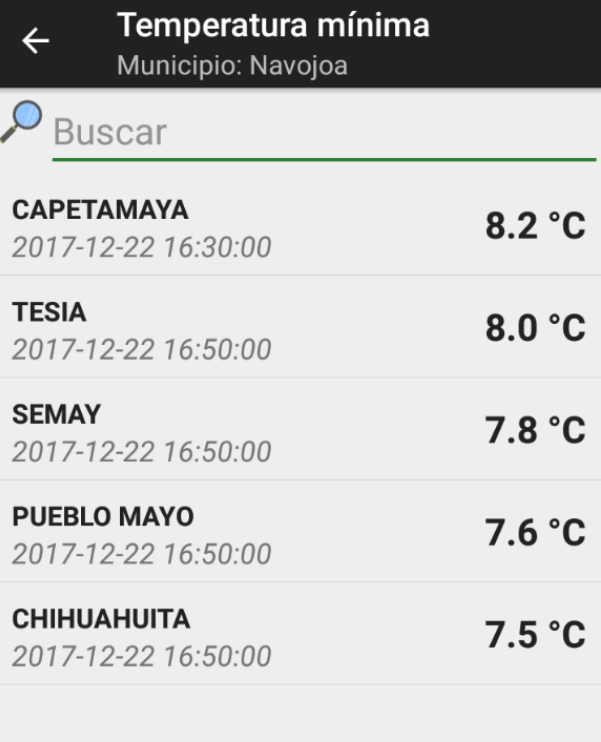 Temperatura mínima
Municipio: Navojoa
Buscar
CAPETAMAYA
8.2 °C
2017-12-22 16:30:00
TESIA
8.0 °C
2017-12-22 16:50:00
SEMAY
7.8 °C
2017-12-22 16:50:00
PUEBLO MAYO
7.6 °C
2017-12-22 16:50:00
CHIHUAHUITA
7.5 °C
2017-12-22 16:50:00